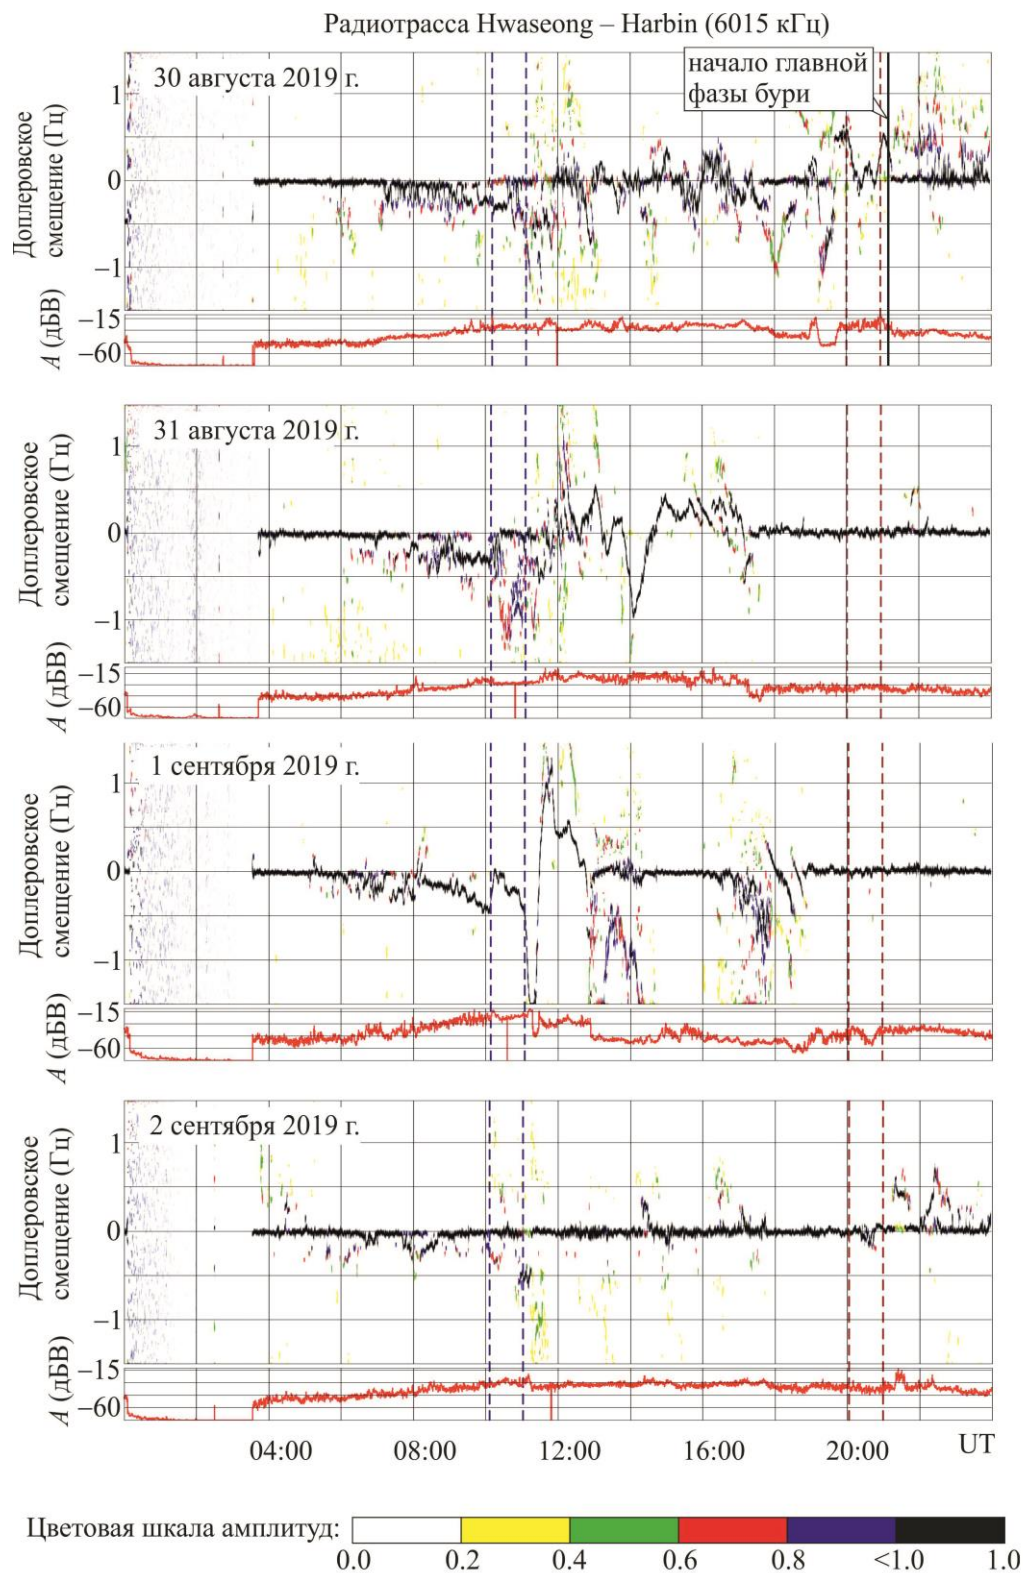 Радиотрасса Hwaseong – Harbin (6015 кГц)
30 августа 2019 г.
начало главной
фазы бури
Доплеровское
смещение (Гц)
1
0
−1
A (дБВ)
−15
−60
31 августа 2019 г.
Доплеровское
смещение (Гц)
1
0
−1
A (дБВ)
−15
−60
1 сентября 2019 г.
Доплеровское
смещение (Гц)
1
0
−1
A (дБВ)
−15
−60
2 сентября 2019 г.
Доплеровское
смещение (Гц)
1
0
−1
A (дБВ)
−15
−60
04:00 08:00 12:00 16:00 20:00 UT
Цветовая шкала амплитуд:
0.0 0.2 0.4 0.6 0.8 <1.0 1.0